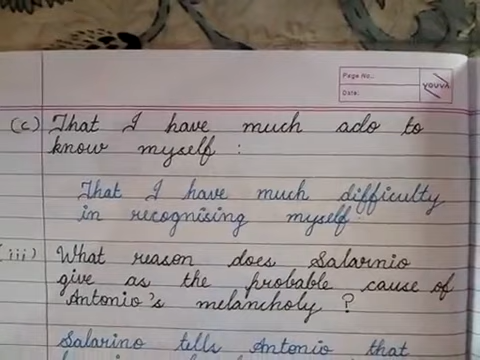 Page No.:
Date:
YOUVA
(c) That I have much ado to
know myself :
That I have much difficulty
in recognising myself.
(iii) What reason does Salarnio
give as the probable cause of
Antonio's melancholy ?
Salarino tells Antonio that